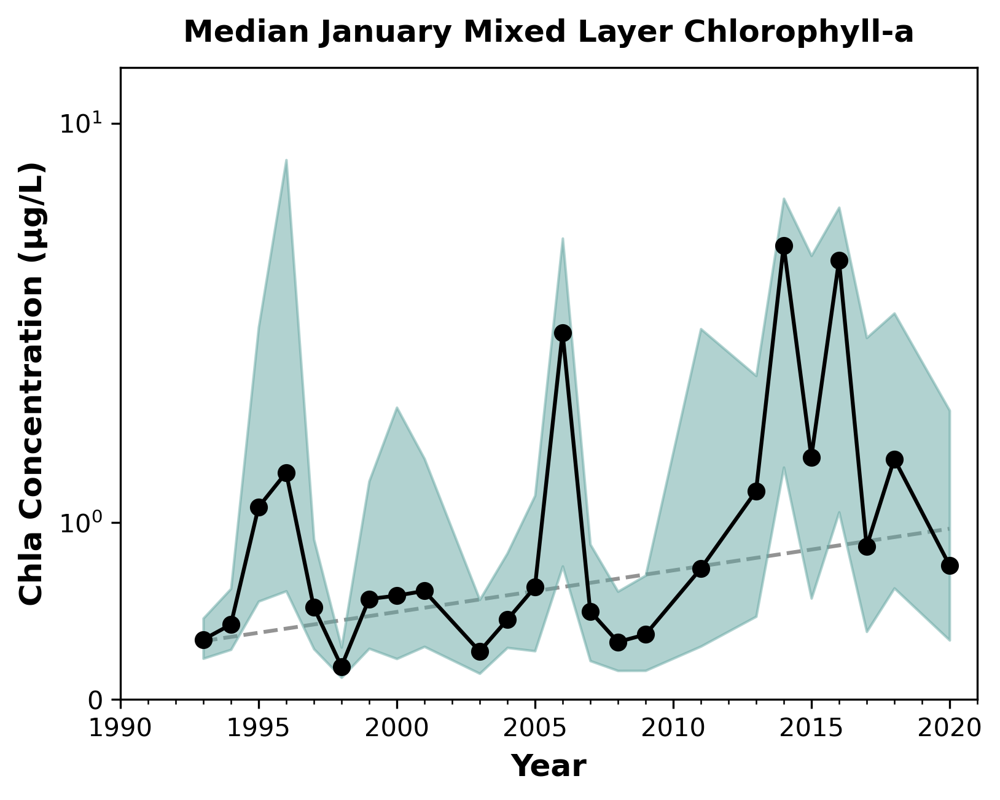 Median January Mixed Layer Chlorophyll-a
Chla Concentration (µg/L)
10¹
10⁰
0
1990 1995 2000 2005 2010 2015 2020
Year